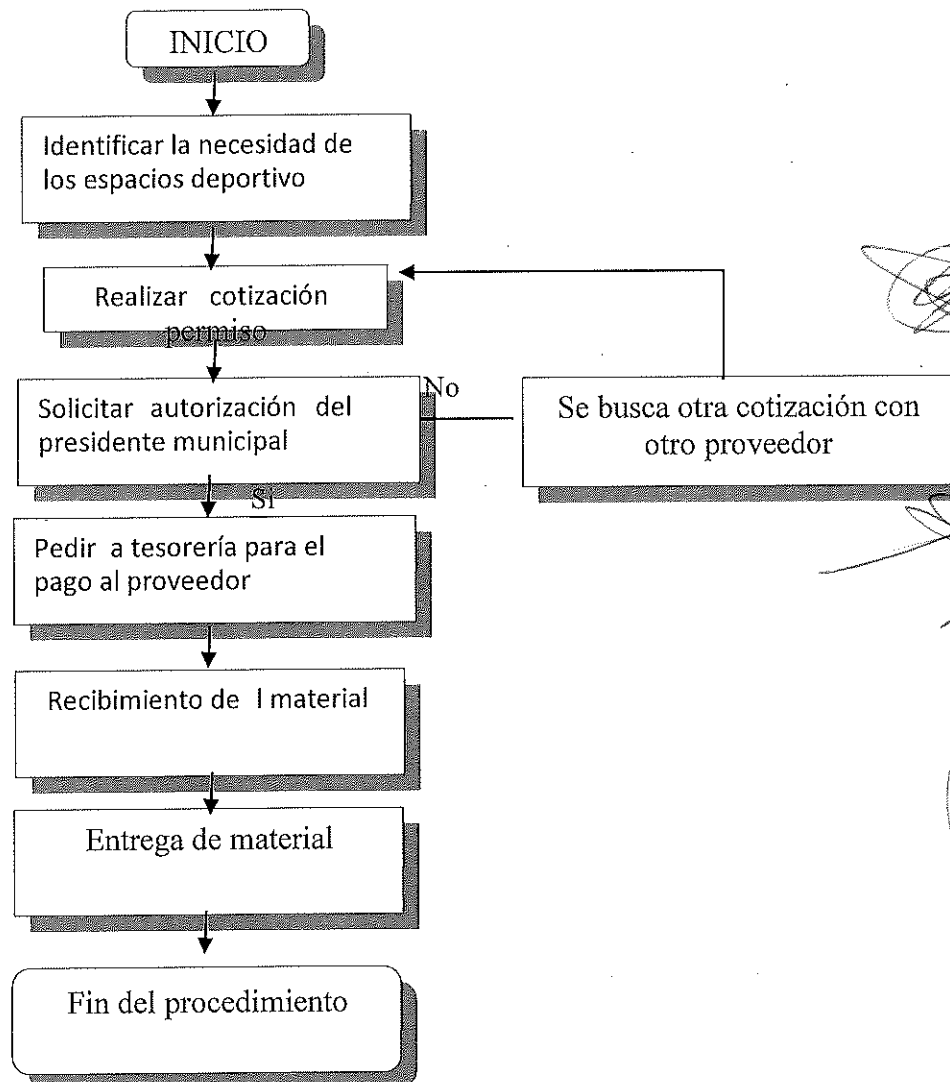 INICIO
Identificar la necesidad de
los espacios deportivo
Realizar cotización
permiso
Solicitar autorización del
presidente municipal
No
Se busca otra cotización con
otro proveedor
Si
Pedir a tesorería para el
pago al proveedor
Recibimiento de l material
Entrega de material
Fin del procedimiento